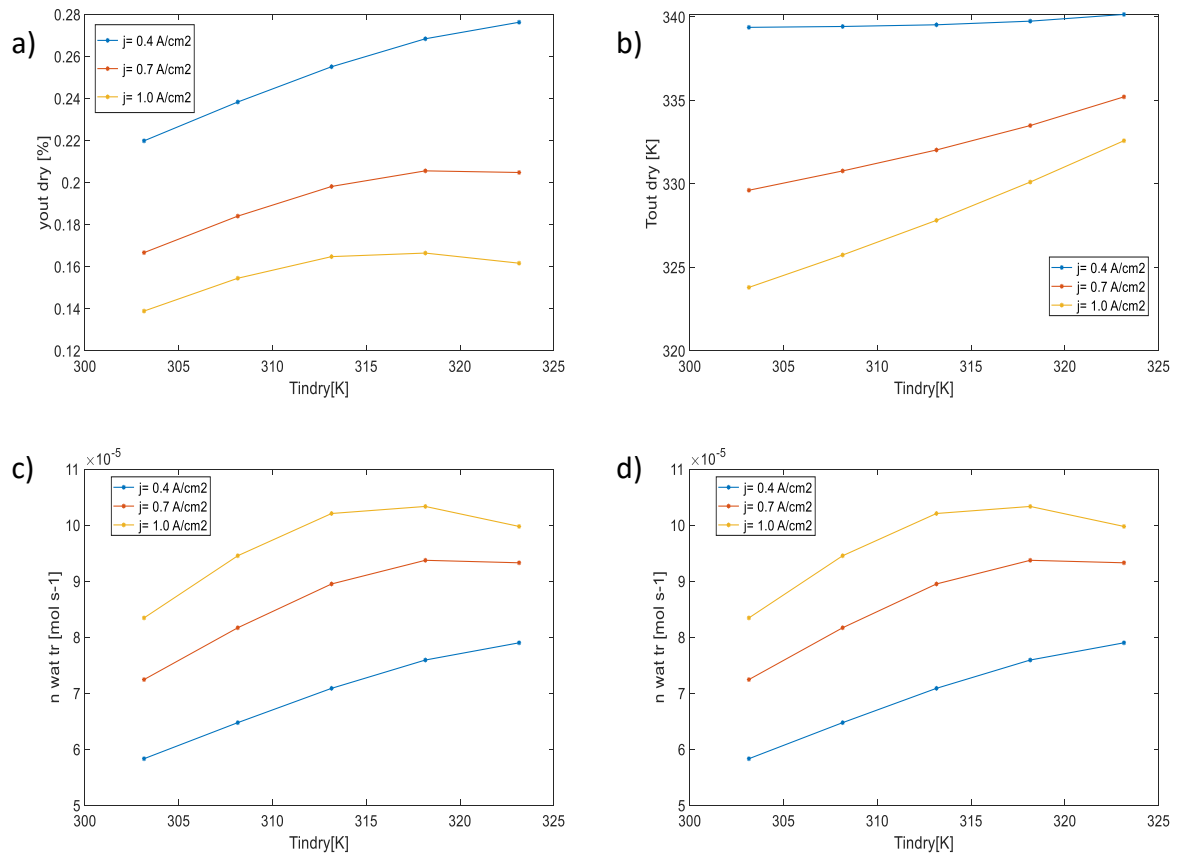 a)
0.28
0.26
0.24
0.22
0.2
0.18
0.16
0.14
0.12
yout dry [%]
j= 0.4 A/cm2
j= 0.7 A/cm2
j= 1.0 A/cm2
300 305 310 315 320 325
Tindry[K]
b)
340
335
330
325
320
Tout dry [K]
j= 0.4 A/cm2
j= 0.7 A/cm2
j= 1.0 A/cm2
300 305 310 315 320 325
Tindry[K]
c)
×10-5
11
10
9
8
7
6
5
n wat tr [mol s-1]
j= 0.4 A/cm2
j= 0.7 A/cm2
j= 1.0 A/cm2
300 305 310 315 320 325
Tindry[K]
d)
×10-5
11
10
9
8
7
6
5
n wat tr [mol s-1]
j= 0.4 A/cm2
j= 0.7 A/cm2
j= 1.0 A/cm2
300 305 310 315 320 325
Tindry[K]